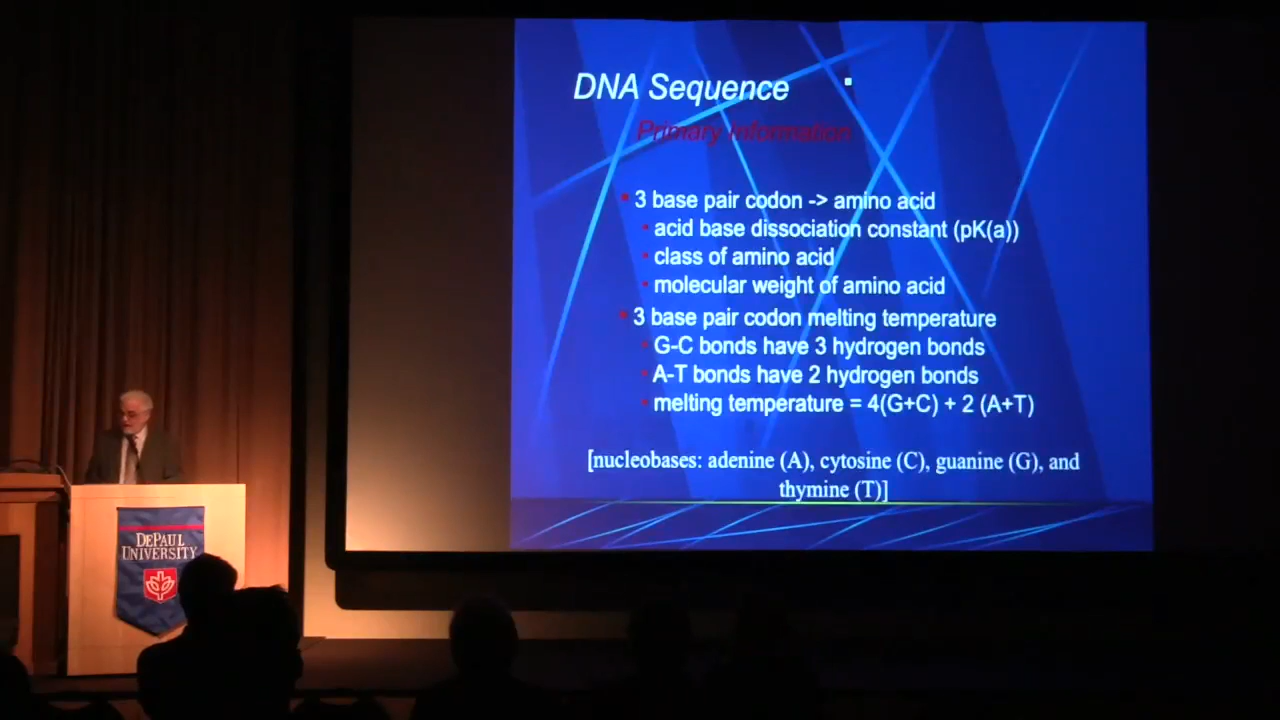 DNA Sequence
Primary Information
3 base pair codon -> amino acid
acid base dissociation constant (pK(a))
class of amino acid
molecular weight of amino acid
3 base pair codon melting temperature
G-C bonds have 3 hydrogen bonds
A-T bonds have 2 hydrogen bonds
melting temperature = 4(G+C) + 2 (A+T)
[nucleobases: adenine (A), cytosine (C), guanine (G), and
thymine (T)]
DEPAUL
UNIVERSITY